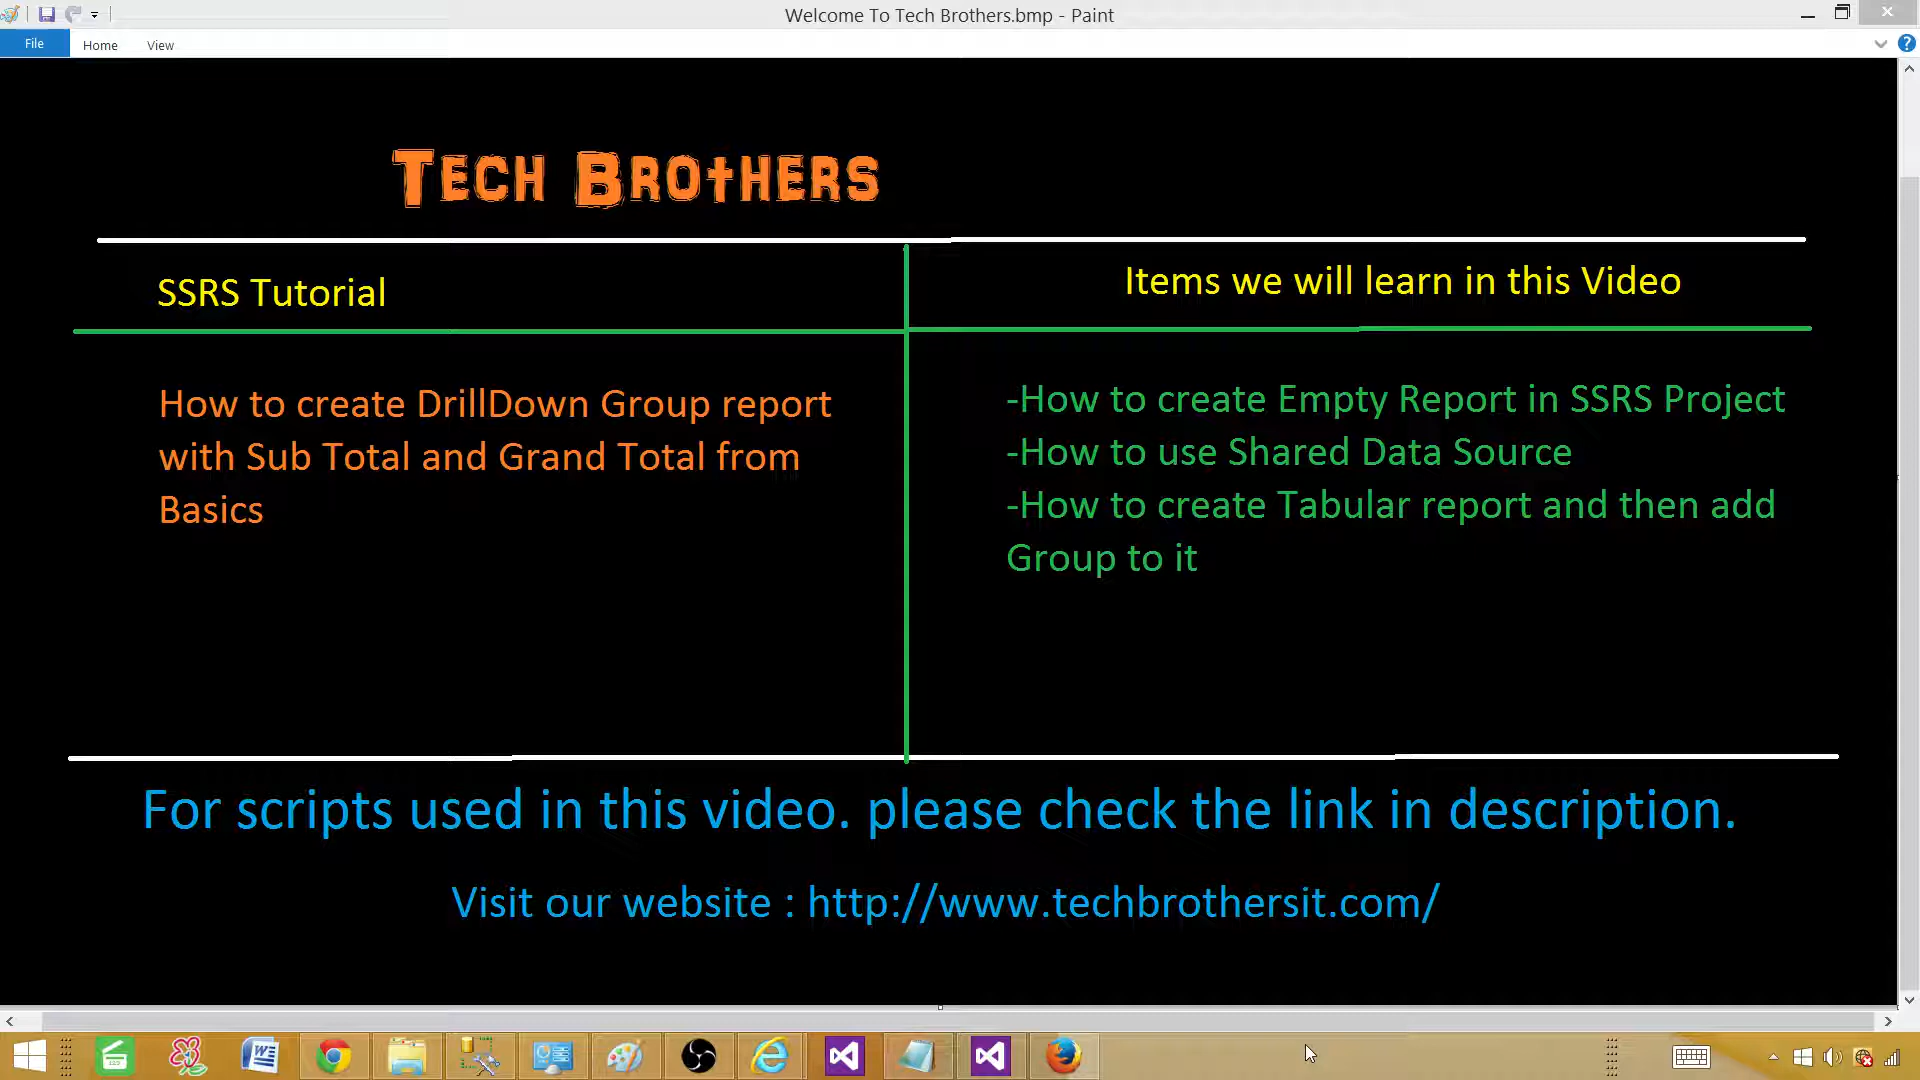 Welcome To Tech Brothers.bmp - Paint
File Home View
Tech Brothers
SSRS Tutorial
Items we will learn in this Video
How to create DrillDown Group report
with Sub Total and Grand Total from
Basics
-How to create Empty Report in SSRS Project
-How to use Shared Data Source
-How to create Tabular report and then add
Group to it
For scripts used in this video. please check the link in description.
Visit our website : http://www.techbrothersit.com/